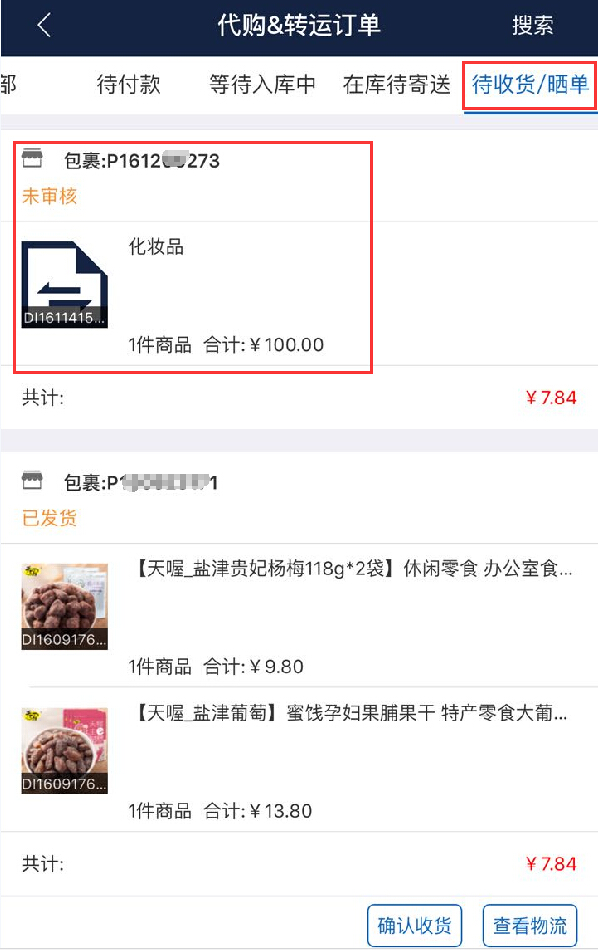 代购&转运订单 搜索
部 待付款 等待入库中 在库待寄送 待收货/晒单
包裹:P1612 273
未审核
化妆品
DI1611415...
1件商品 合计:￥100.00
共计: ￥7.84
包裹:P1 1
已发货
【天喔_盐津贵妃杨梅118g*2袋】休闲零食 办公室食...
DI1609176...
1件商品 合计:￥9.80
【天喔_盐津葡萄】蜜饯孕妇果脯果干 特产零食大葡...
DI1609176...
1件商品 合计:￥13.80
共计: ￥7.84
确认收货 查看物流